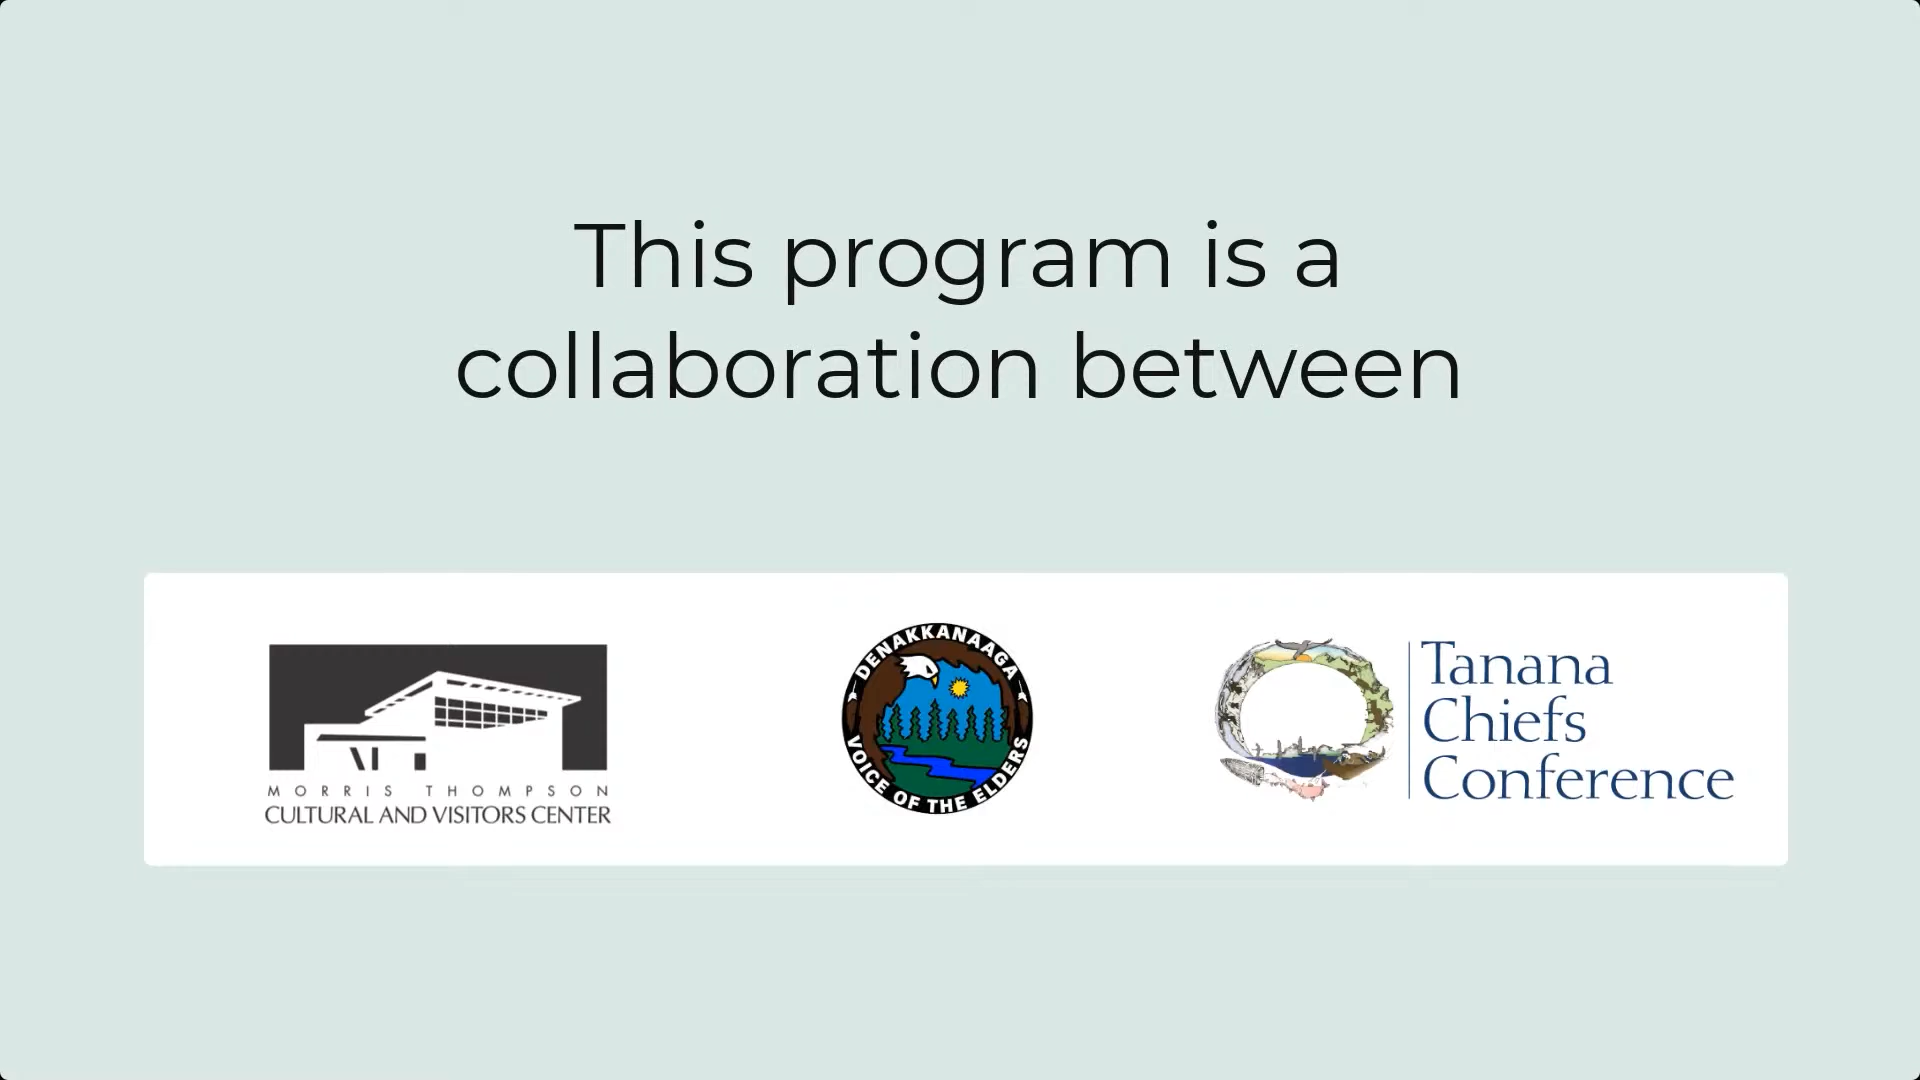 This program is a
collaboration between
MORRIS THOMPSON
CULTURAL AND VISITORS CENTER
DENAKKANAAGA
VOICE OF THE ELDERS
Tanana
Chiefs
Conference